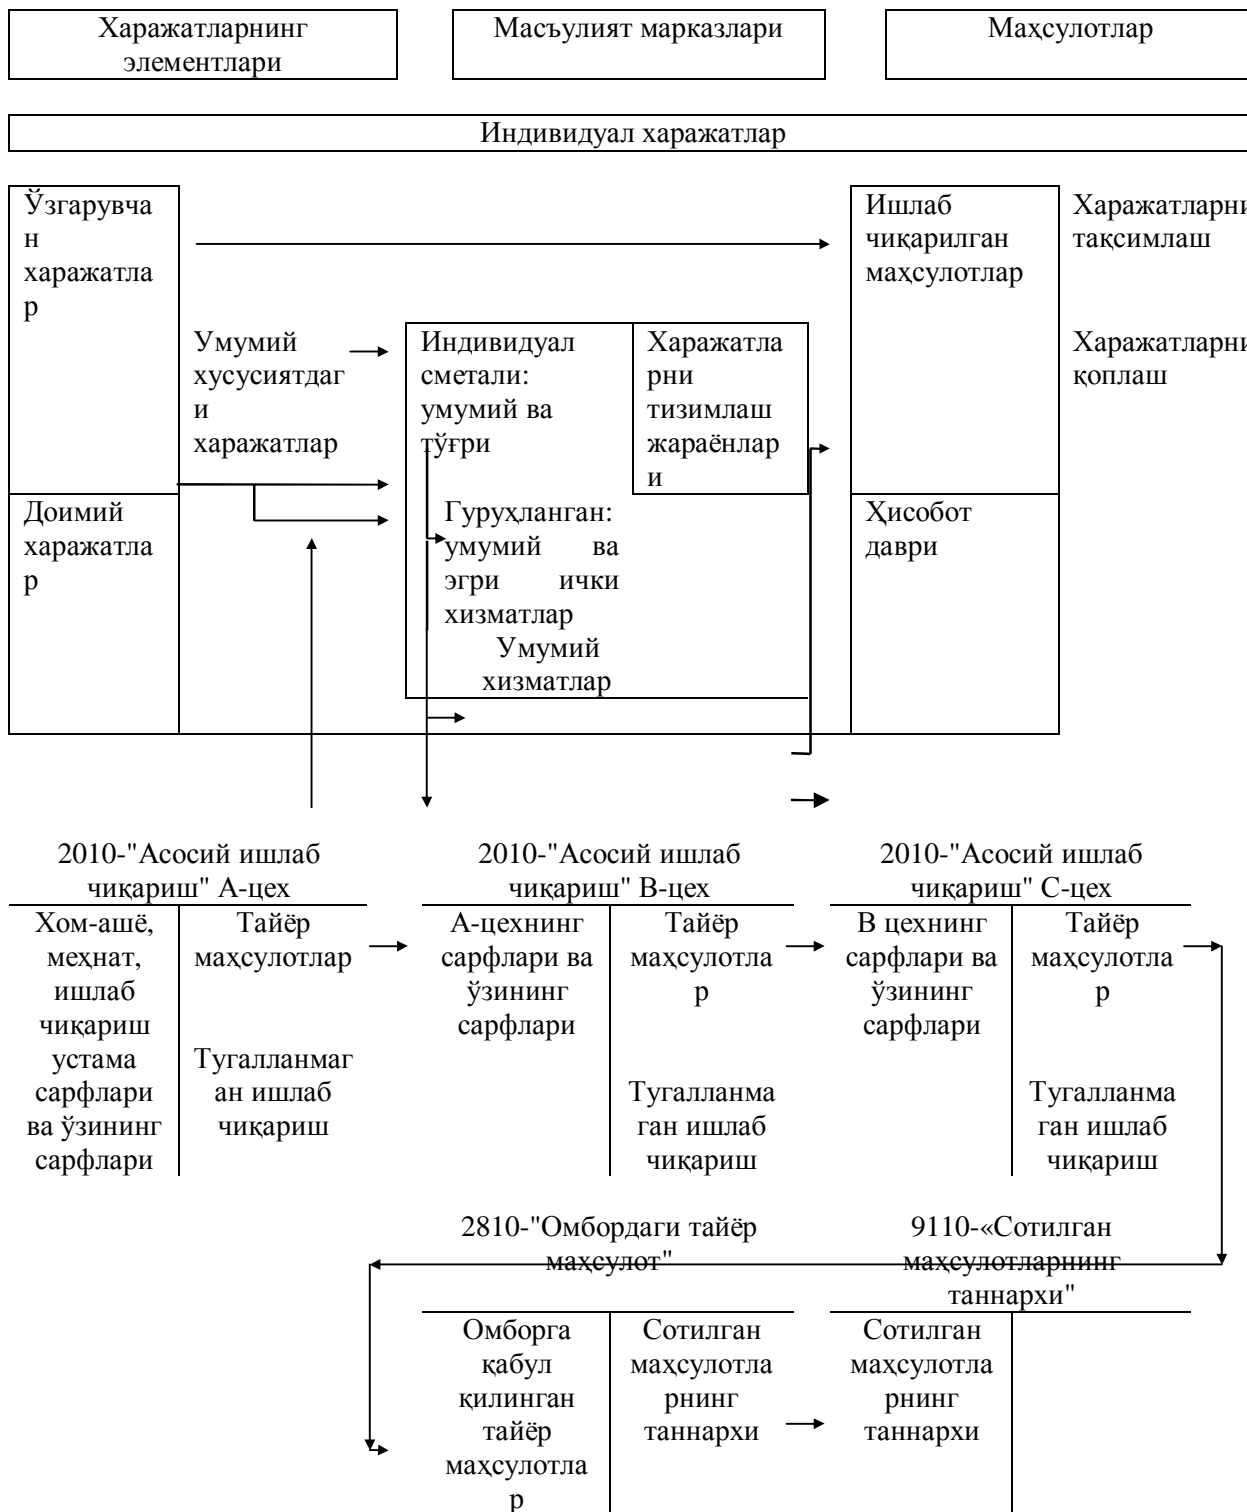 Харажатларнинг
элементлари
Масъулият марказлари
Маҳсулотлар
Индивидуал харажатлар
Ўзгарувча
н
харажатла
р
Умумий
хусусиятдаг
и
харажатлар
Индивидуал
сметали:
умумий ва
тўғри
Харажатла
рни
тизимлаш
жараёнлар
и
Ишлаб
чиқарилган
маҳсулотлар
Харажатларни
тақсимлаш
Харажатларни
қоплаш
Доимий
харажатла
р
Гуруҳланган:
умумий ва
эгри ички
хизматлар
Умумий
хизматлар
Ҳисобот
даври
2010-"Асосий ишлаб
чиқариш" А-цех
Хом-ашё,
меҳнат,
ишлаб
чиқариш
устама
сарфлари
ва ўзининг
сарфлари
Тайёр
маҳсулотлар
Тугалланмаг
ан ишлаб
чиқариш
2010-"Асосий ишлаб
чиқариш" В-цех
А-цехнинг
сарфлари ва
ўзининг
сарфлари
Тайёр
маҳсулотла
р
Тугалланма
ган ишлаб
чиқариш
2010-"Асосий ишлаб
чиқариш" С-цех
В цехнинг
сарфлари ва
ўзининг
сарфлари
Тайёр
маҳсулотла
р
Тугалланма
ган ишлаб
чиқариш
2810-"Омбордаги тайёр
маҳсулот"
Омборга
қабул
қилинган
тайёр
маҳсулотла
р
Сотилган
маҳсулотла
рнинг
таннархи
9110-«Сотилган
маҳсулотларнинг
таннархи"
Сотилган
маҳсулотла
рнинг
таннархи